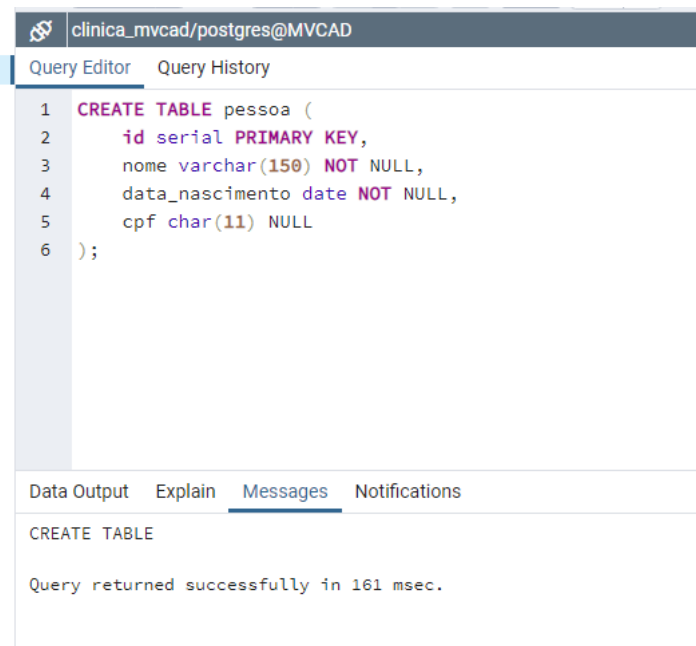 clinica_mvcad/postgres@MVCAD
Query Editor Query History
1 CREATE TABLE pessoa (
2 id serial PRIMARY KEY,
3 nome varchar(150) NOT NULL,
4 data_nascimento date NOT NULL,
5 cpf char(11) NULL
6 );
Data Output Explain Messages Notifications
CREATE TABLE
Query returned successfully in 161 msec.